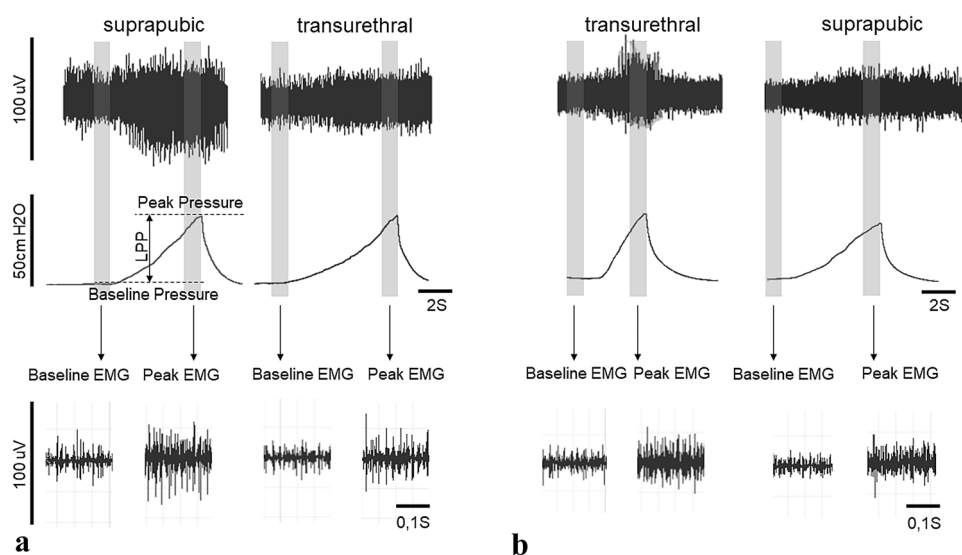 suprapubic
transurethral
100 uV
50cm H2O
Peak Pressure
LPP
Baseline Pressure
2S
Baseline EMG
Peak EMG
Baseline EMG
Peak EMG
100 uV
0,1S
a
transurethral
suprapubic
2S
Baseline EMG
Peak EMG
Baseline EMG
Peak EMG
0,1S
b